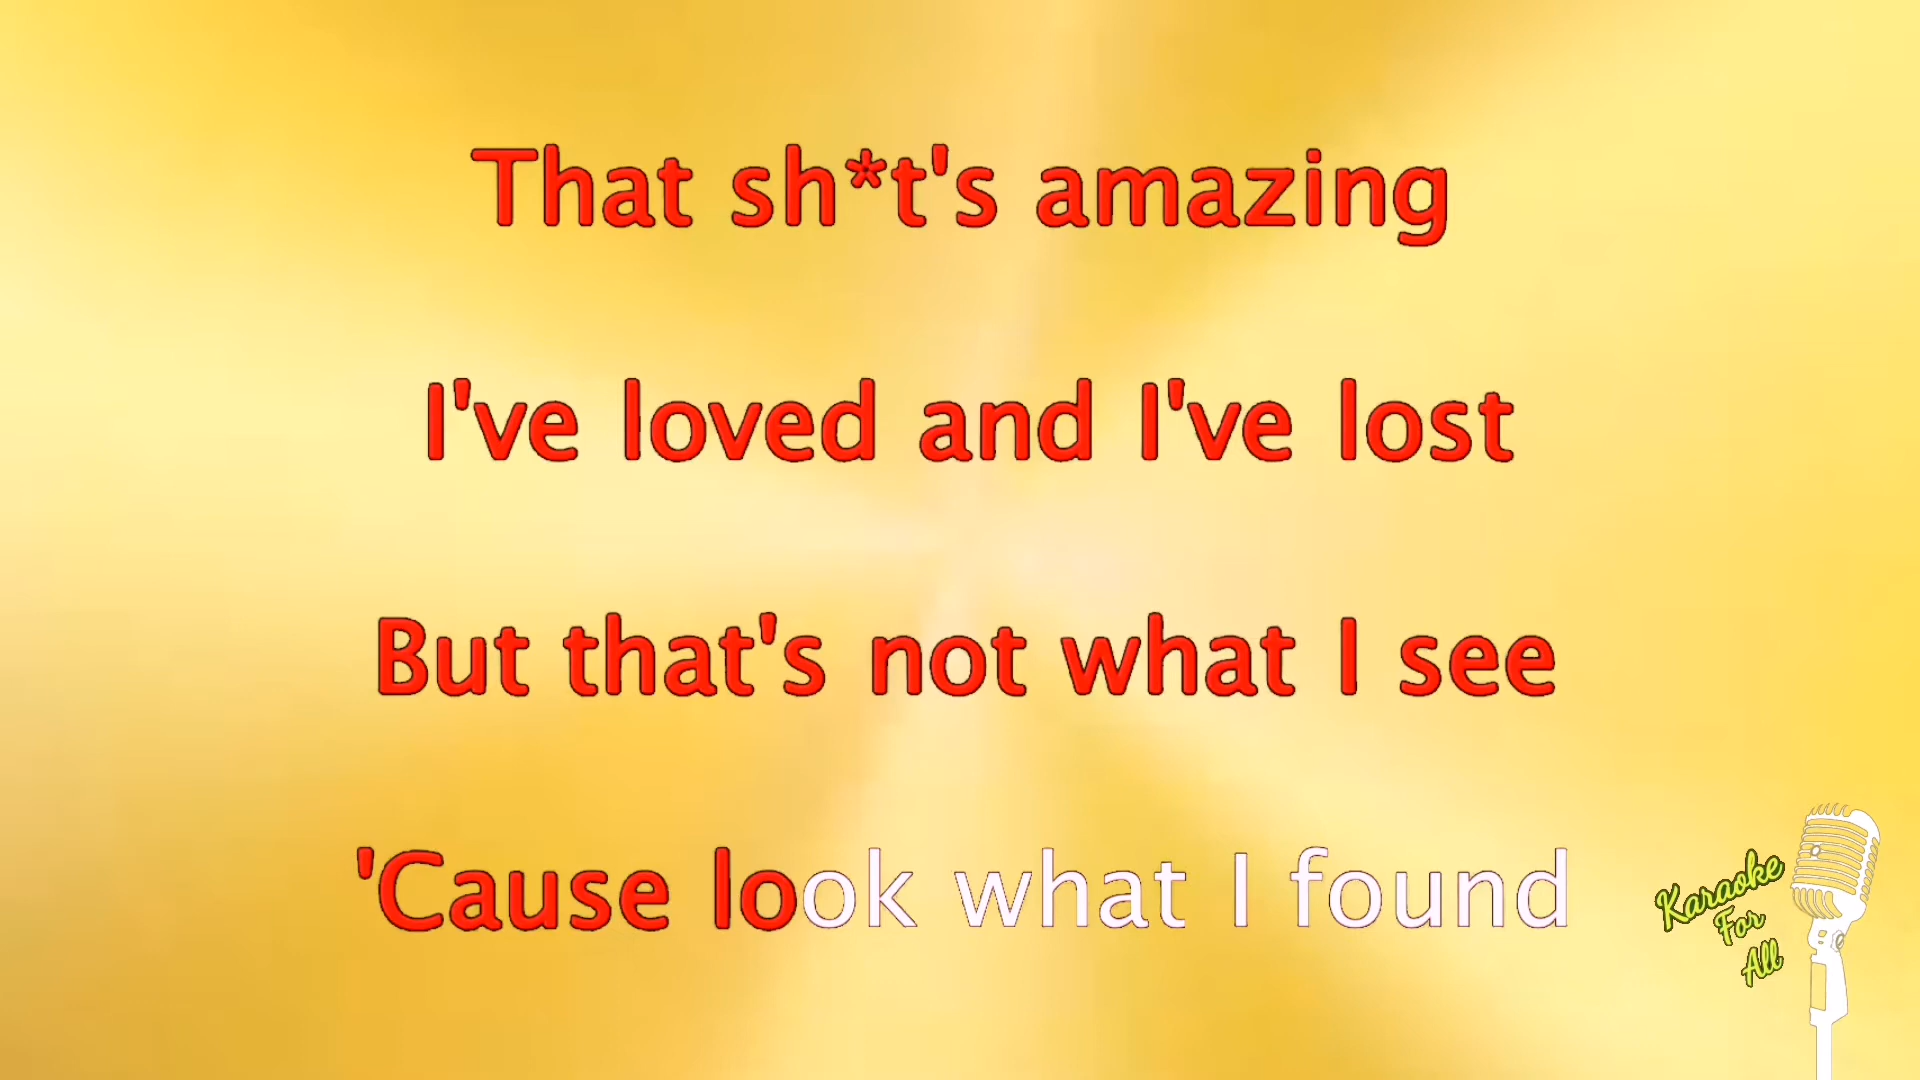 That sh*t's amazing
I've loved and I've lost
But that's not what I see
'Cause look what I found
Karaoke
For
All